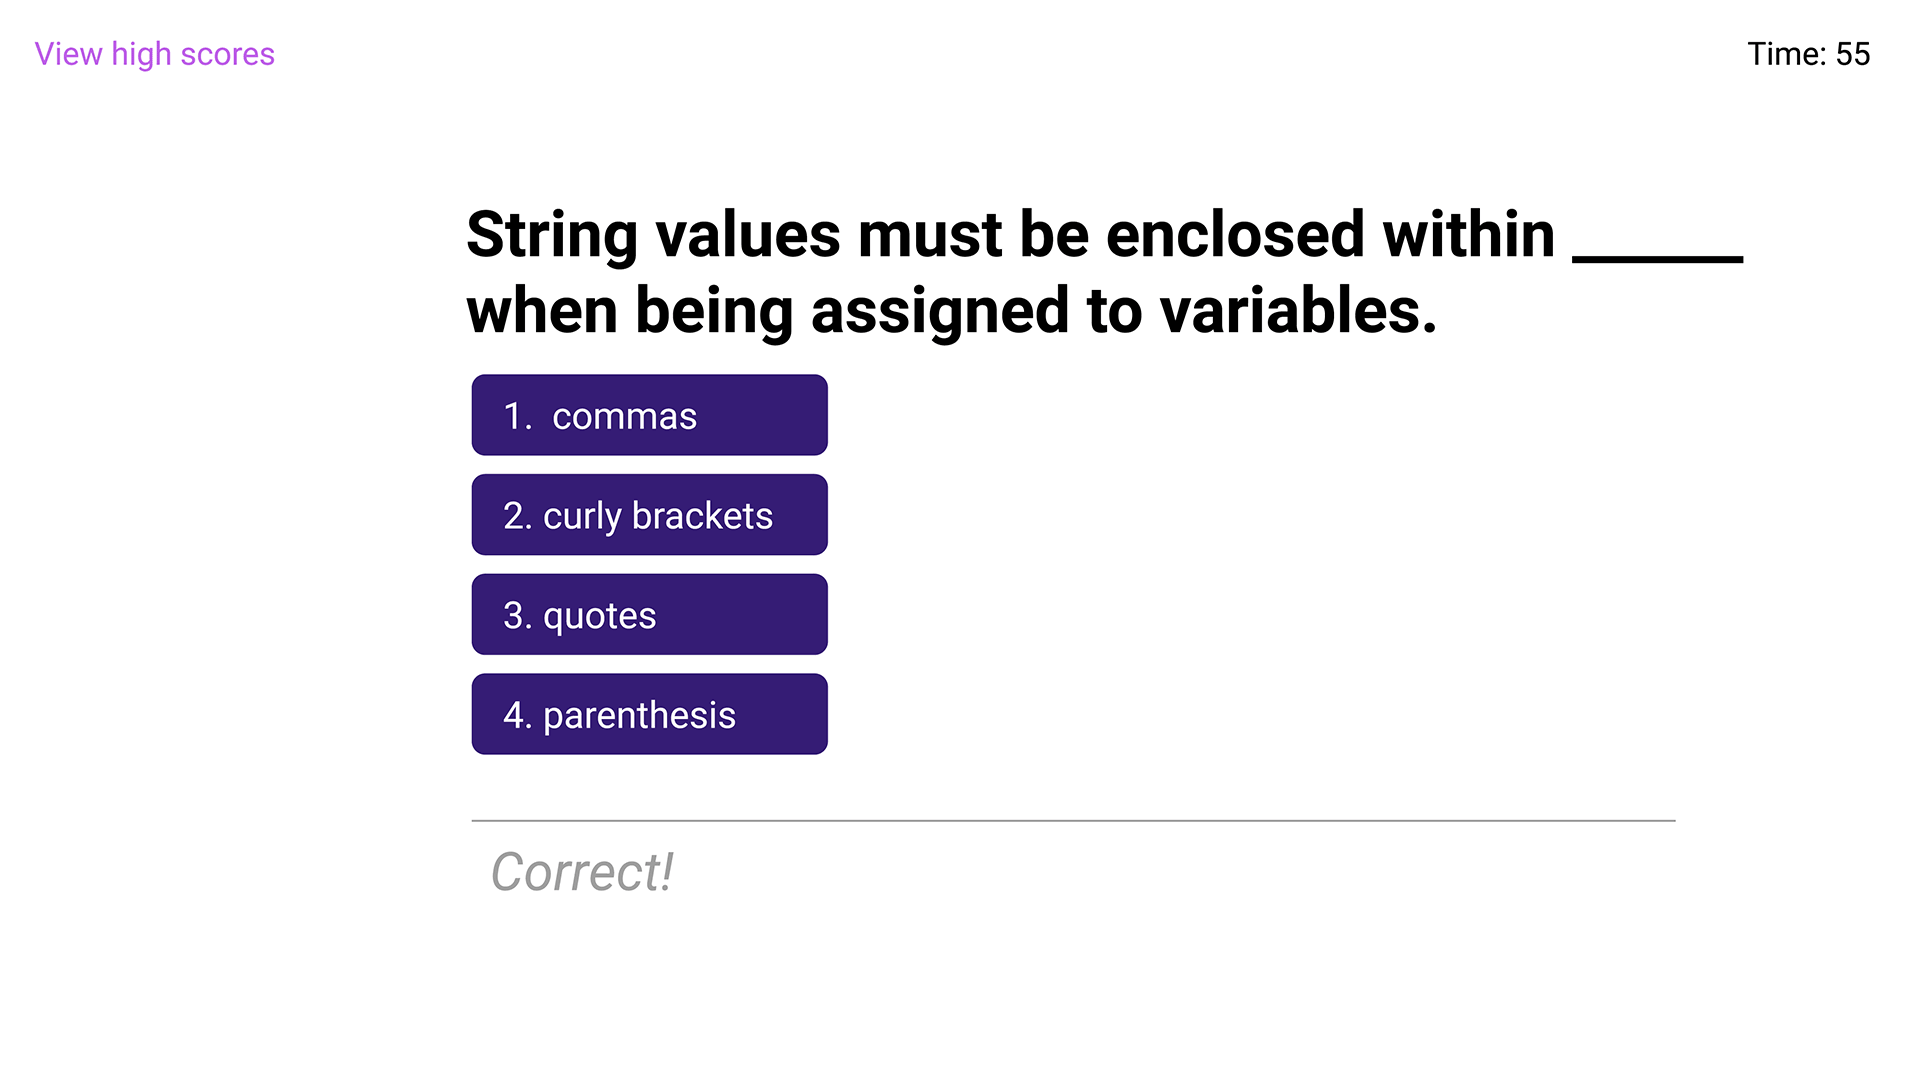 View high scores
Time: 55
String values must be enclosed within ______
when being assigned to variables.
1. commas
2. curly brackets
3. quotes
4. parenthesis
Correct!